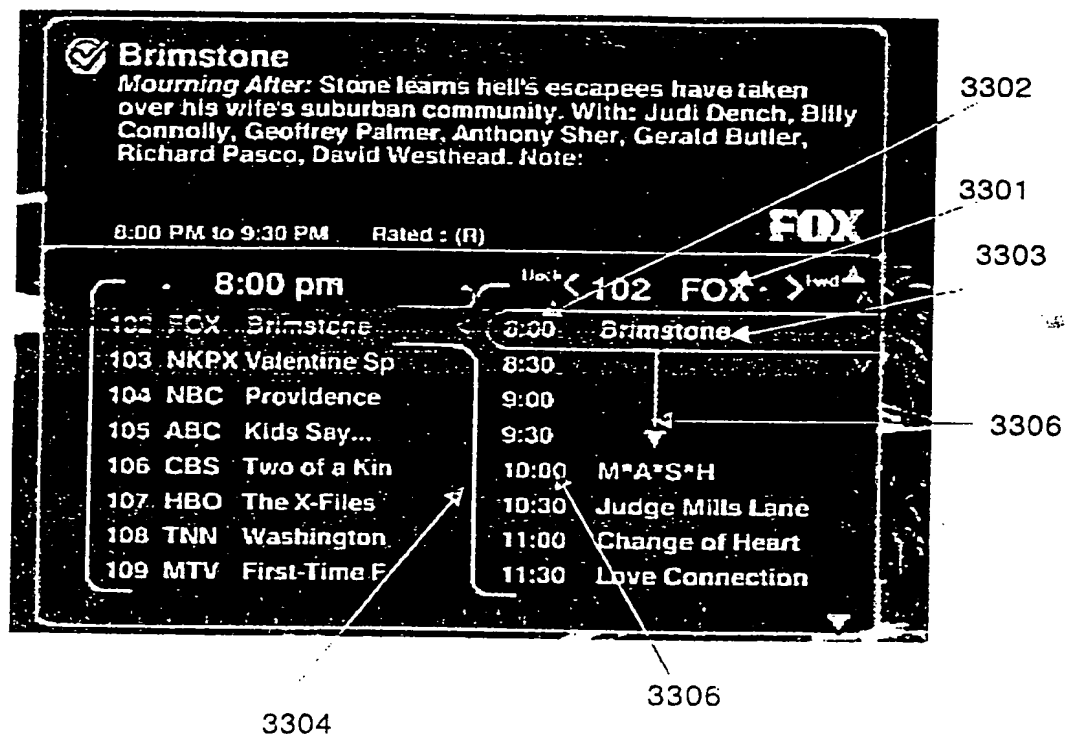 Brimstone
Mourning After: Stone learns hell's escapees have taken
over his wife's suburban community. With: Judi Dench, Billy
Connolly, Geoffrey Palmer, Anthony Sher, Gerald Butler,
Richard Pasco, David Westhead. Note:
8:00 PM to 9:30 PM Rated : (R)
FOX
8:00 pm
102 FOX Brimstone
103 NKPX Valentine Sp
104 NBC Providence
105 ABC Kids Say...
106 CBS Two of a Kin
107 HBO The X-Files
108 TNN Washington
109 MTV First-Time F
< 102 FOX > Fwd
8:00 Brimstone
8:30
9:00
9:30
10:00 M*A*S*H
10:30 Judge Mills Lane
11:00 Change of Heart
11:30 Love Connection
3302
3301
3303
3306
3306
3304